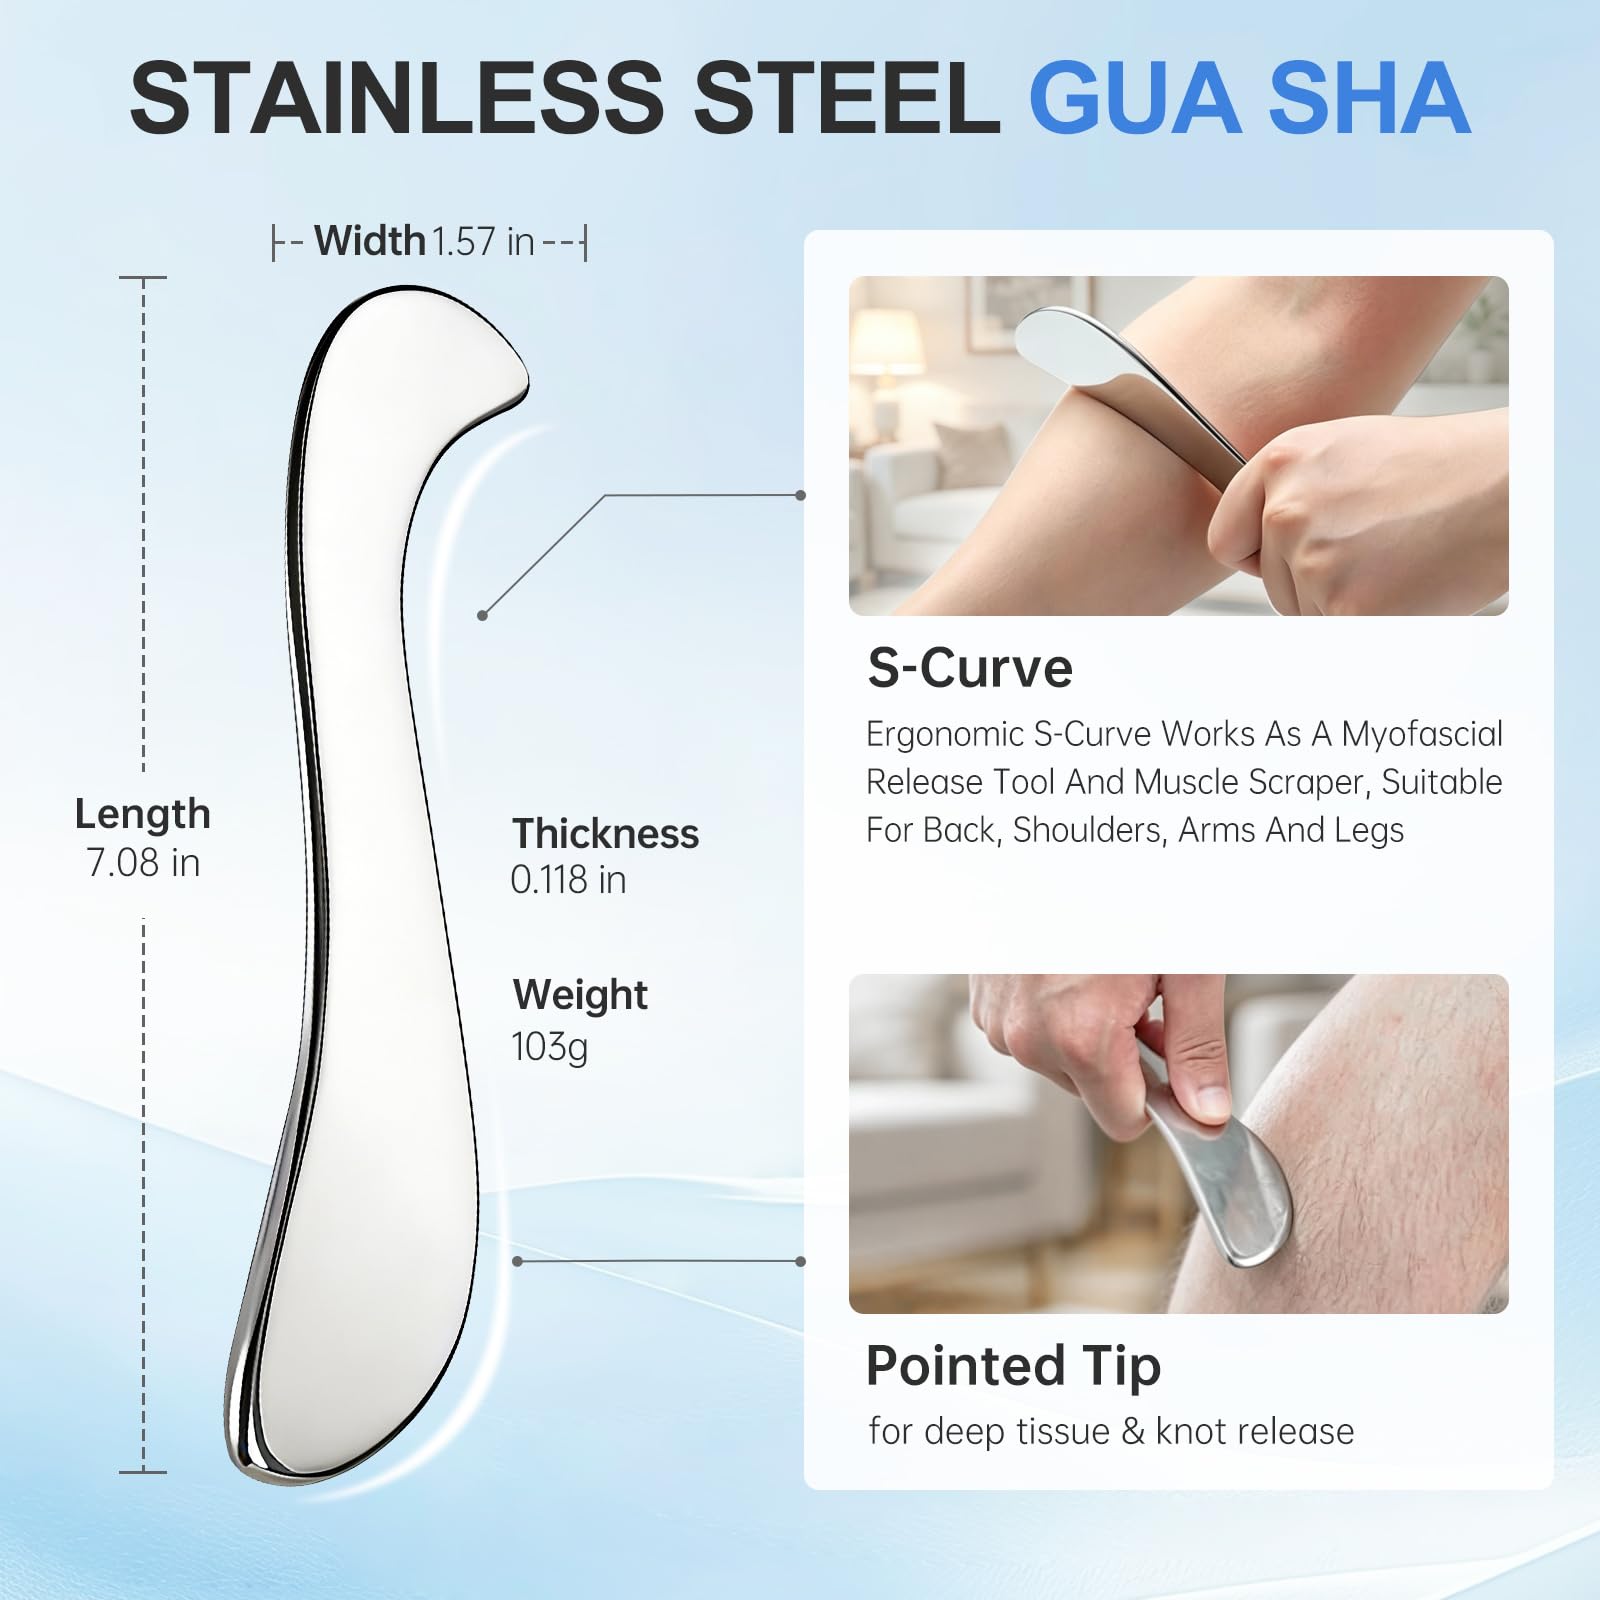 STAINLESS STEEL GUA SHA
Width 1.57 in
Length
7.08 in
Thickness
0.118 in
Weight
103g
S-Curve
Ergonomic S-Curve Works As A Myofascial
Release Tool And Muscle Scraper, Suitable
For Back, Shoulders, Arms And Legs
Pointed Tip
for deep tissue & knot release